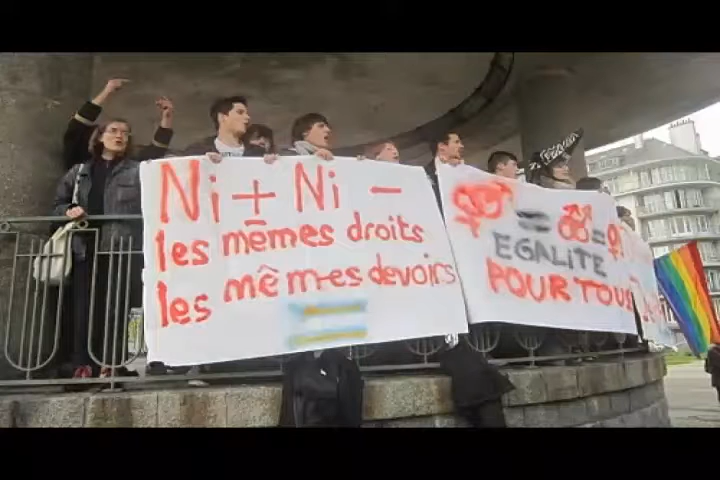 Ni + Ni -
les mêmes droits
les mêmes devoirs
=
= =
EGALITE
POUR TOUS